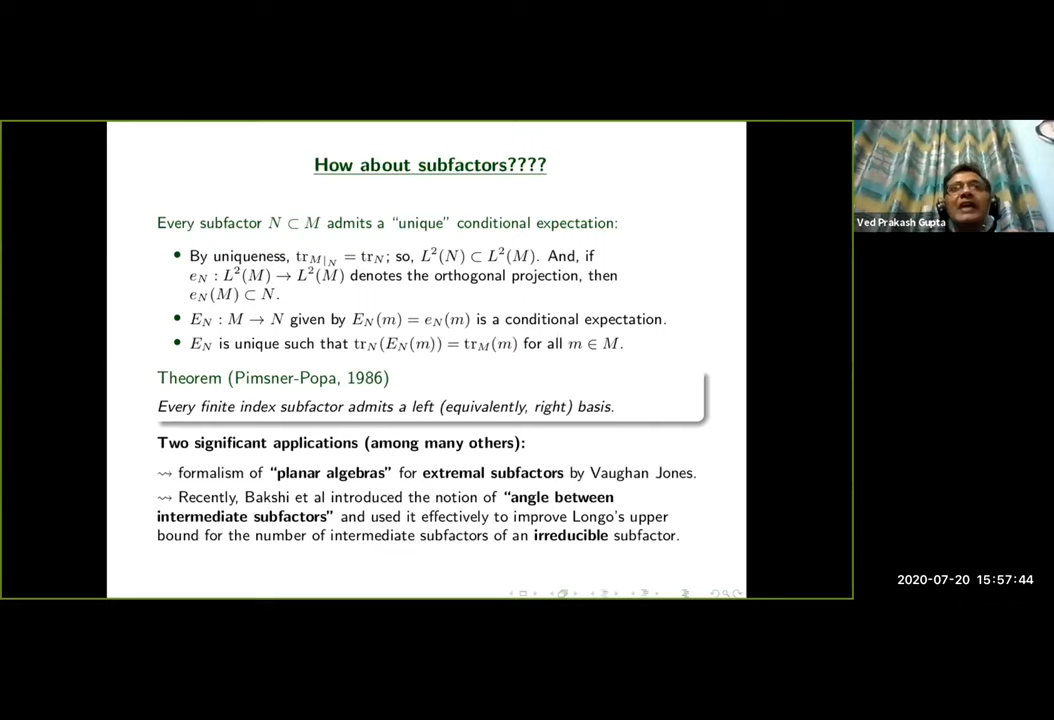 How about subfactors????
Every subfactor N ⊂ M admits a “unique” conditional expectation:
• By uniqueness, tr_{M|_N} = tr_N; so, L²(N) ⊂ L²(M). And, if
e_N : L²(M) → L²(M) denotes the orthogonal projection, then
e_N(M) ⊂ N.
• E_N : M → N given by E_N(m) = e_N(m) is a conditional expectation.
• E_N is unique such that tr_N(E_N(m)) = tr_M(m) for all m ∈ M.
Theorem (Pimsner-Popa, 1986)
Every finite index subfactor admits a left (equivalently, right) basis.
Two significant applications (among many others):
⇝ formalism of “planar algebras” for extremal subfactors by Vaughan Jones.
⇝ Recently, Bakshi et al introduced the notion of “angle between
intermediate subfactors” and used it effectively to improve Longo's upper
bound for the number of intermediate subfactors of an irreducible subfactor.
Ved Prakash Gupta
2020-07-20 15:57:44